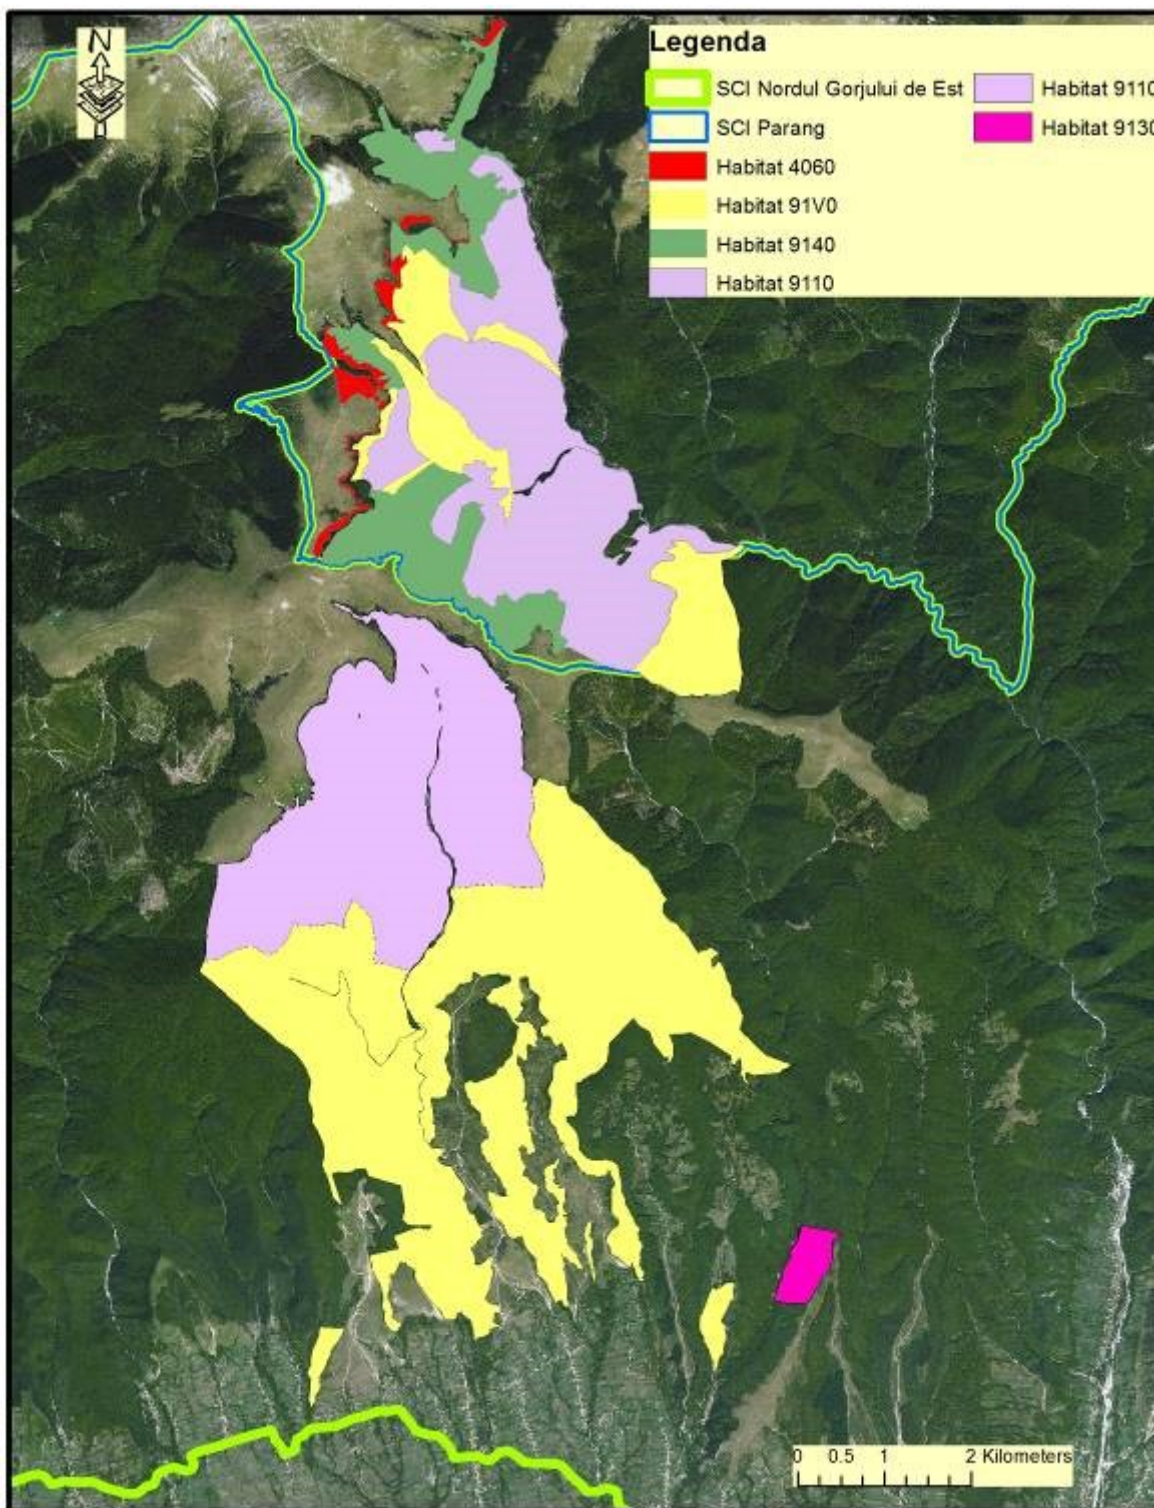 N
Legenda
SCI Nordul Gorjului de Est
SCI Parang
Habitat 4060
Habitat 91V0
Habitat 9140
Habitat 9110
Habitat 9110
Habitat 9130
0 0.5 1 2 Kilometers